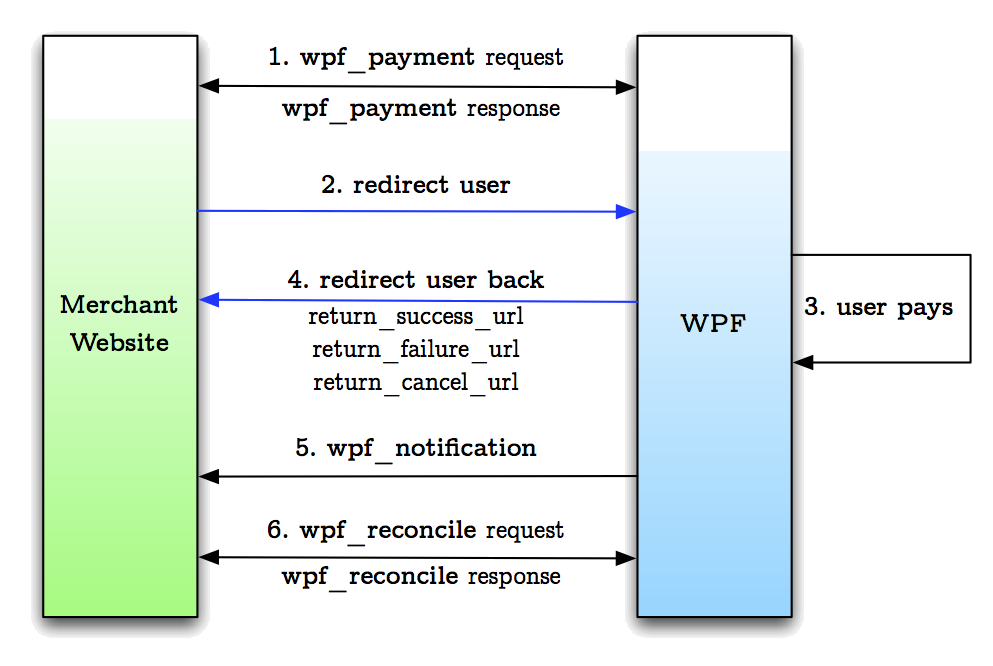 1. wpf_payment request
wpf_payment response
2. redirect user
4. redirect user back
return_success_url
return_failure_url
return_cancel_url
Merchant
Website
WPF
3. user pays
5. wpf_notification
6. wpf_reconcile request
wpf_reconcile response